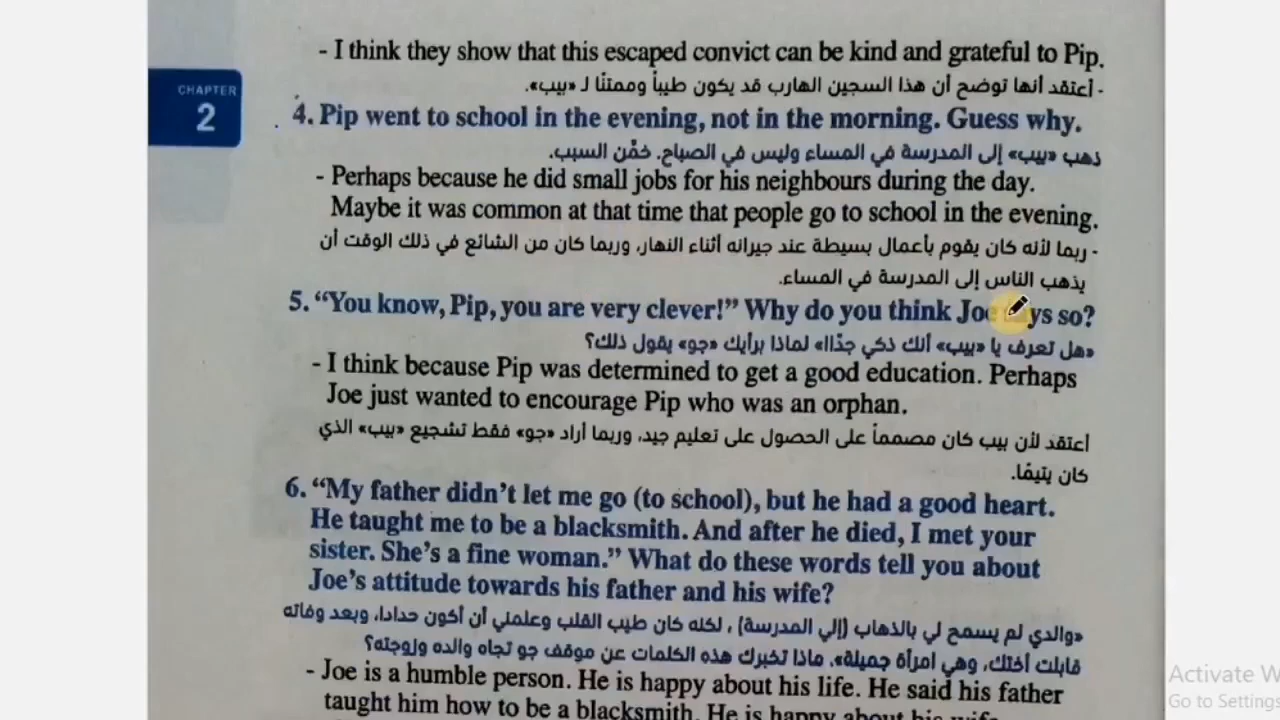 - I think they show that this escaped convict can be kind and grateful to Pip.
- أعتقد أنها توضح أن هذا السجين الهارب قد يكون طيباً وممتنًا لـ «بيب».
CHAPTER
2
4. Pip went to school in the evening, not in the morning. Guess why.
ذهب «بيب» إلى المدرسة في المساء وليس في الصباح. خمِّن السبب.
- Perhaps because he did small jobs for his neighbours during the day.
Maybe it was common at that time that people go to school in the evening.
- ربما لأنه كان يقوم بأعمال بسيطة عند جيرانه أثناء النهار، وربما كان من الشائع في ذلك الوقت أن
يذهب الناس إلى المدرسة في المساء.
5. “You know, Pip, you are very clever!” Why do you think Joe so?
«هل تعرف يا «بيب» أنك ذكي جدًا!» لماذا برأيك «جو» يقول ذلك؟
- I think because Pip was determined to get a good education. Perhaps
Joe just wanted to encourage Pip who was an orphan.
أعتقد لأن بيب كان مصمماً على الحصول على تعليم جيد، وربما أراد «جو» فقط تشجيع «بيب» الذي
كان يتيمًا.
6. “My father didn’t let me go (to school), but he had a good heart.
He taught me to be a blacksmith. And after he died, I met your
sister. She’s a fine woman.” What do these words tell you about
Joe’s attitude towards his father and his wife?
«والدي لم يسمح لي بالذهاب (إلي المدرسة)، لكنه كان طيب القلب وعلمني أن أكون حدادا، وبعد وفاته
قابلت أختك، وهي امرأة جميلة». ماذا تخبرك هذه الكلمات عن موقف جو تجاه والده وزوجته؟
- Joe is a humble person. He is happy about his life. He said his father
taught him how to be a blacksmith. He is happy about his wife
Activate W
Go to Settings